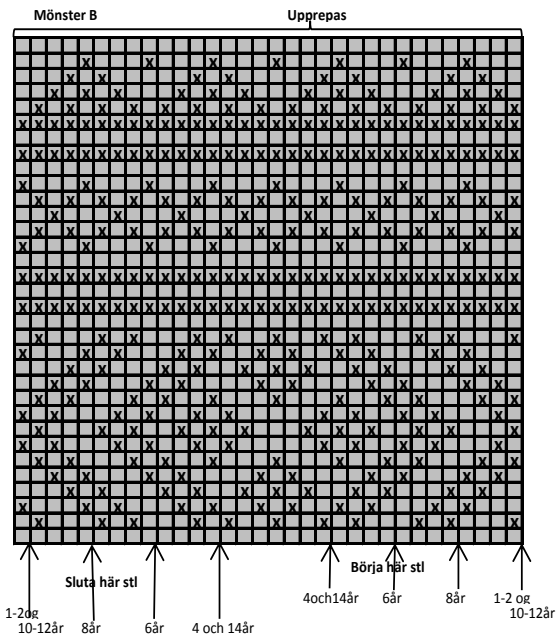 Mönster B Upprepas
Sluta här stl Börja här stl
1-2og 10-12år 8år 6år 4 och 14år 4och14år 6år 8år 1-2 og 10-12år